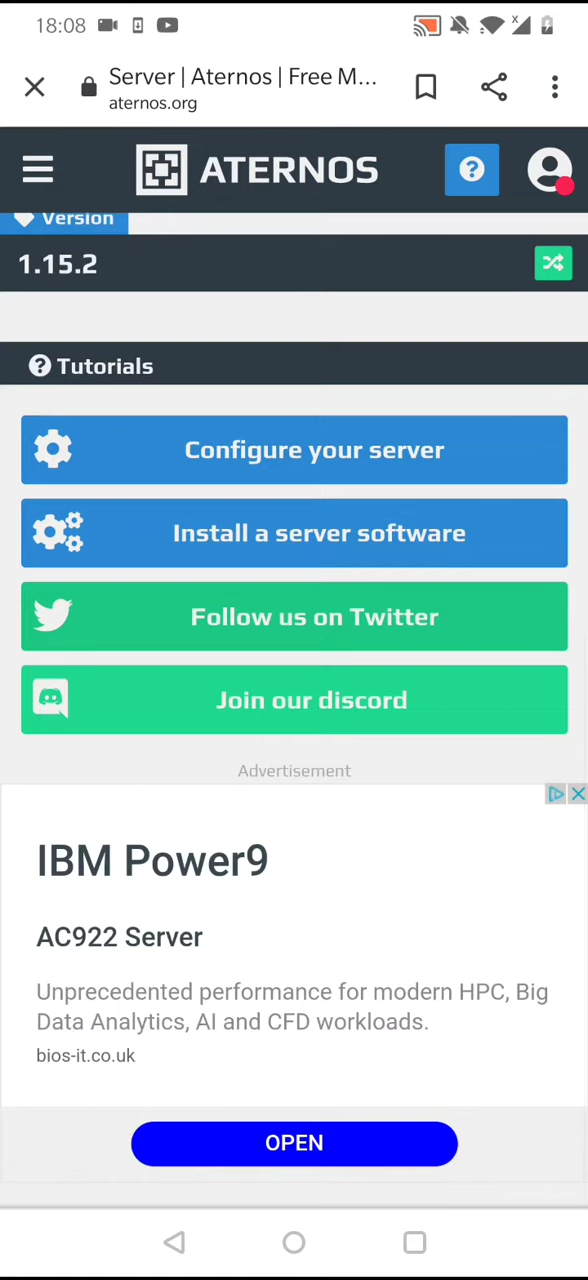 18:08
Server | Aternos | Free M...
aternos.org
ATERNOS
Version
1.15.2
Tutorials
Configure your server
Install a server software
Follow us on Twitter
Join our discord
Advertisement
IBM Power9
AC922 Server
Unprecedented performance for modern HPC, Big
Data Analytics, AI and CFD workloads.
bios-it.co.uk
OPEN